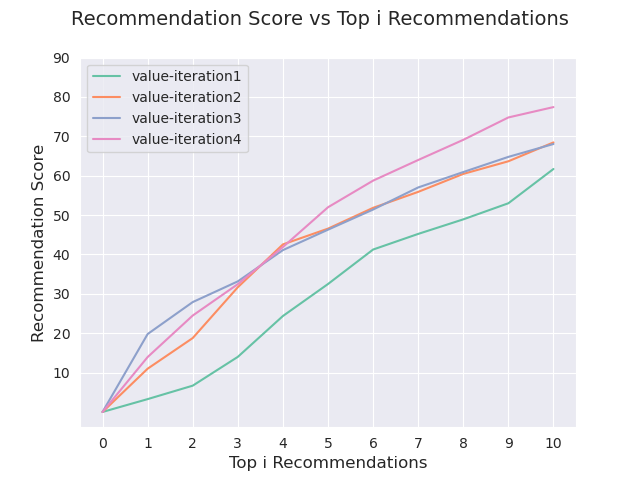 Recommendation Score vs Top i Recommendations
90
80
70
60
50
40
30
20
10
Recommendation Score
value-iteration1
value-iteration2
value-iteration3
value-iteration4
0 1 2 3 4 5 6 7 8 9 10
Top i Recommendations